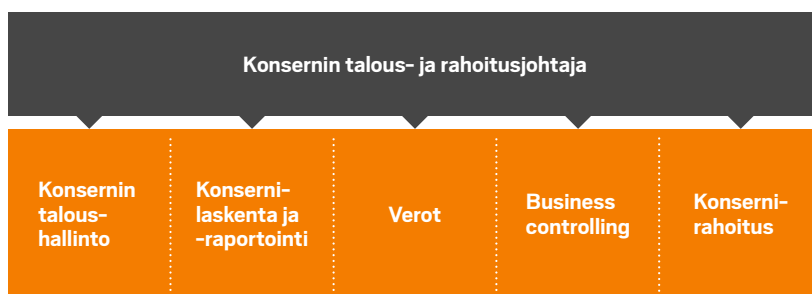 Konsernin talous- ja rahoitusjohtaja
Konsernin
talous-
hallinto
Konserni-
laskenta ja
-raportointi
Verot
Business
controlling
Konserni-
rahoitus